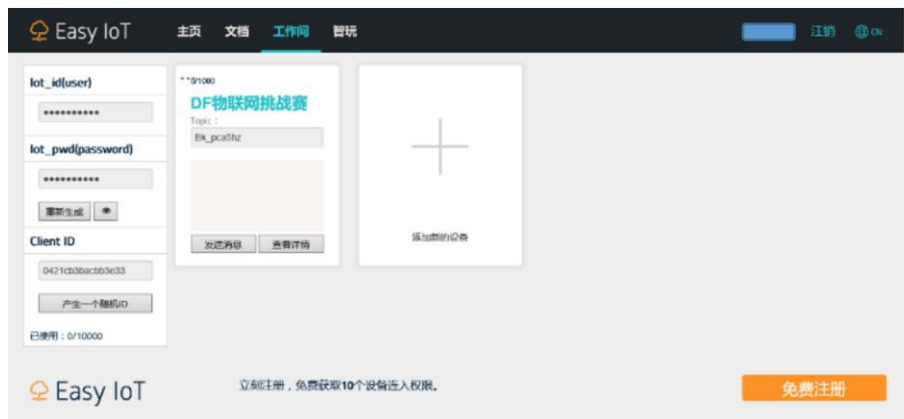 Easy IoT 主页 文档 工作间 智玩 注销 CN
Iot_id(user)
**********
Iot_pwd(password)
**********
重新生成
Client ID
0421cb3bacbb3e33
产生一个随机ID
已使用：0/10000
0/1000
DF物联网挑战赛
Topic：
Bk_pca5hz
发送消息 查看详情
添加新的设备
Easy IoT 立刻注册，免费获取10个设备连入权限。 免费注册